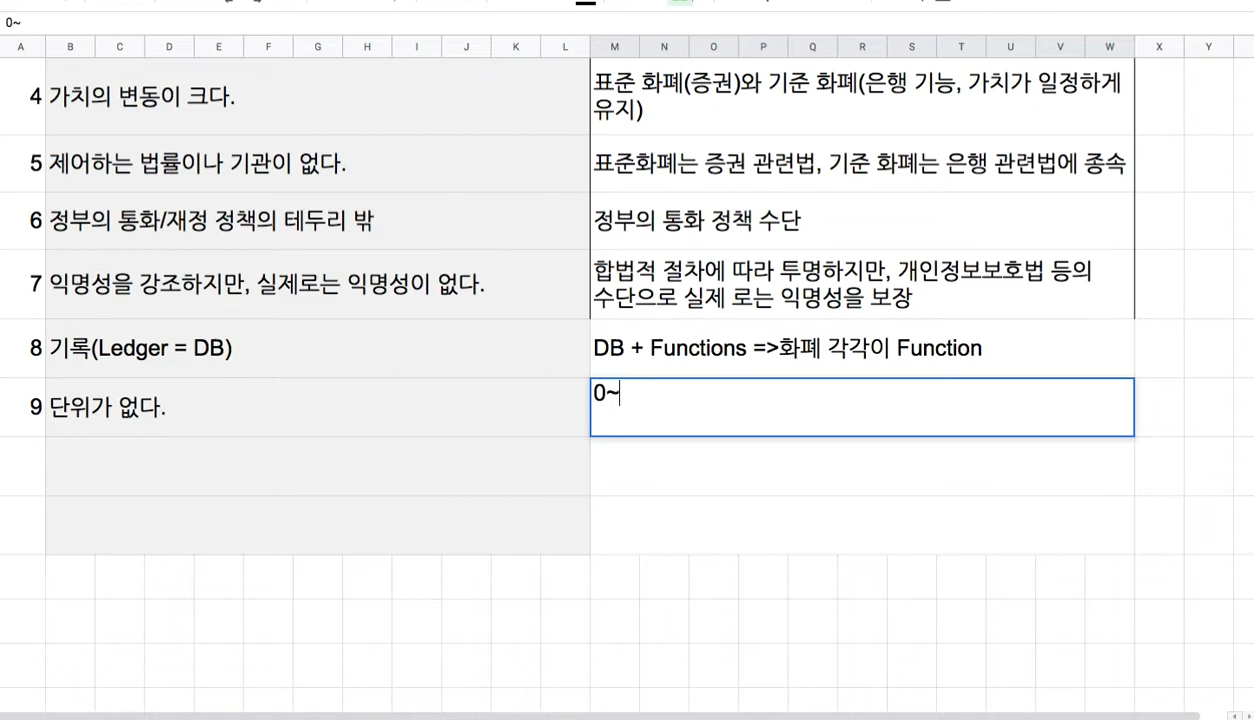 0~
A B C D E F G H I J K L M N O P Q R S T U V W X Y
4 가치의 변동이 크다.
표준 화폐(증권)와 기준 화폐(은행 기능, 가치가 일정하게
유지)
5 제어하는 법률이나 기관이 없다.
표준화폐는 증권 관련법, 기준 화폐는 은행 관련법에 종속
6 정부의 통화/재정 정책의 테두리 밖
정부의 통화 정책 수단
7 익명성을 강조하지만, 실제로는 익명성이 없다.
합법적 절차에 따라 투명하지만, 개인정보보호법 등의
수단으로 실제 로는 익명성을 보장
8 기록(Ledger = DB)
DB + Functions =>화폐 각각이 Function
9 단위가 없다.
0~